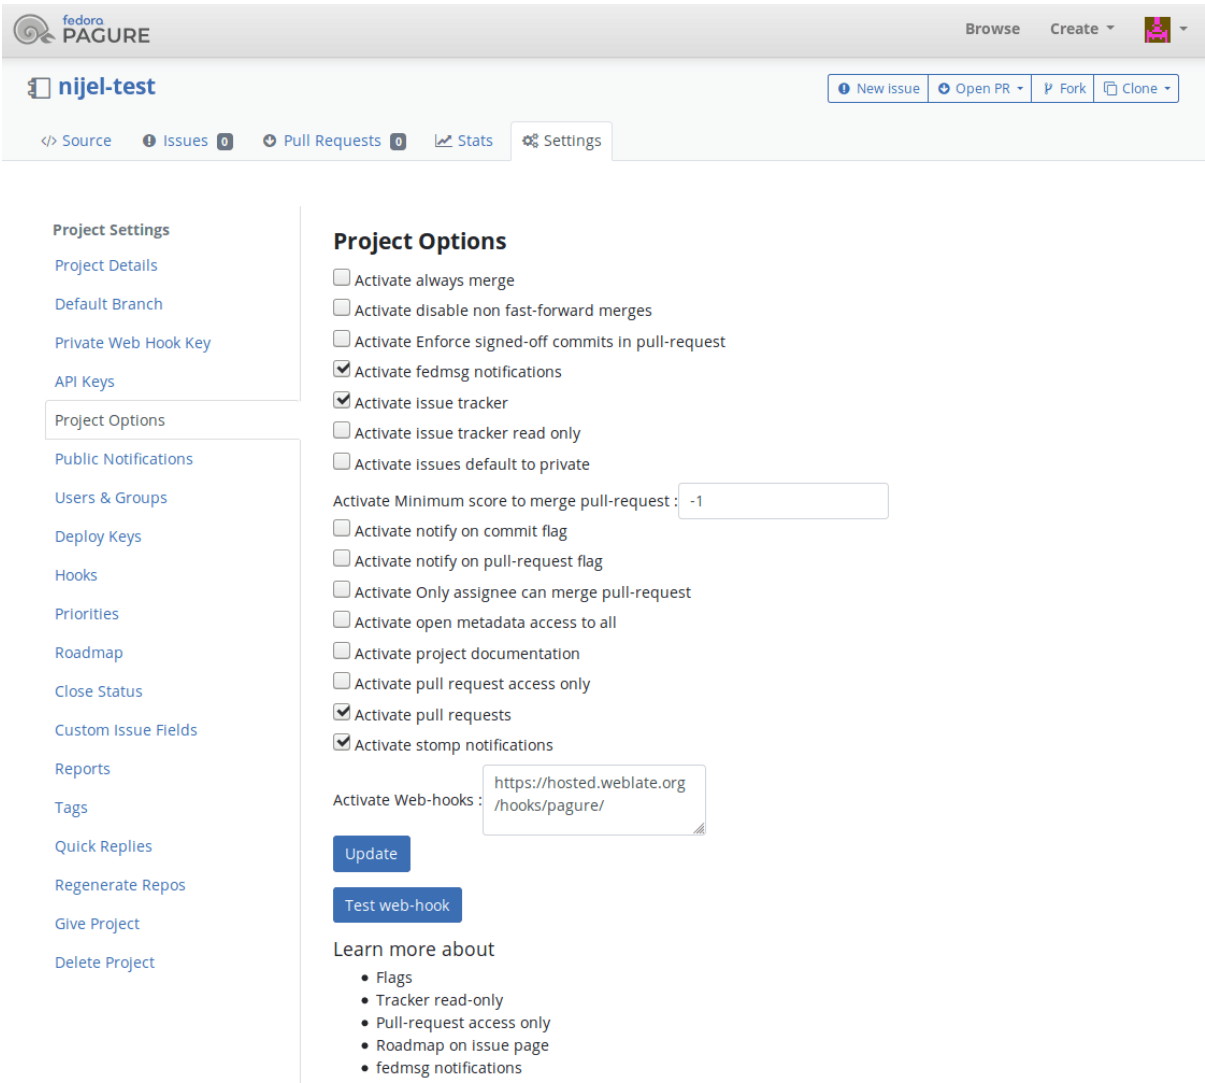 fedora
PAGURE
Browse Create
nijel-test
New issue Open PR Fork Clone
</> Source Issues 0 Pull Requests 0 Stats Settings
Project Settings
Project Details
Default Branch
Private Web Hook Key
API Keys
Project Options
Public Notifications
Users & Groups
Deploy Keys
Hooks
Priorities
Roadmap
Close Status
Custom Issue Fields
Reports
Tags
Quick Replies
Regenerate Repos
Give Project
Delete Project
Project Options
Activate always merge
Activate disable non fast-forward merges
Activate Enforce signed-off commits in pull-request
Activate fedmsg notifications
Activate issue tracker
Activate issue tracker read only
Activate issues default to private
Activate Minimum score to merge pull-request : -1
Activate notify on commit flag
Activate notify on pull-request flag
Activate Only assignee can merge pull-request
Activate open metadata access to all
Activate project documentation
Activate pull request access only
Activate pull requests
Activate stomp notifications
Activate Web-hooks : https://hosted.weblate.org
/hooks/pagure/
Update
Test web-hook
Learn more about
• Flags
• Tracker read-only
• Pull-request access only
• Roadmap on issue page
• fedmsg notifications